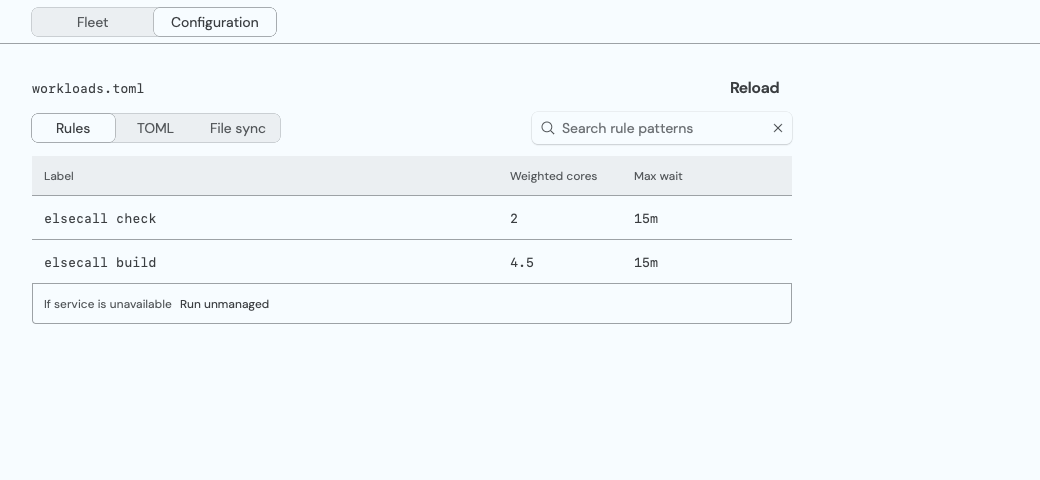 Fleet Configuration
workloads.toml Reload
Rules TOML File sync Search rule patterns
Label Weighted cores Max wait
elsecall check 2 15m
elsecall build 4.5 15m
If service is unavailable Run unmanaged